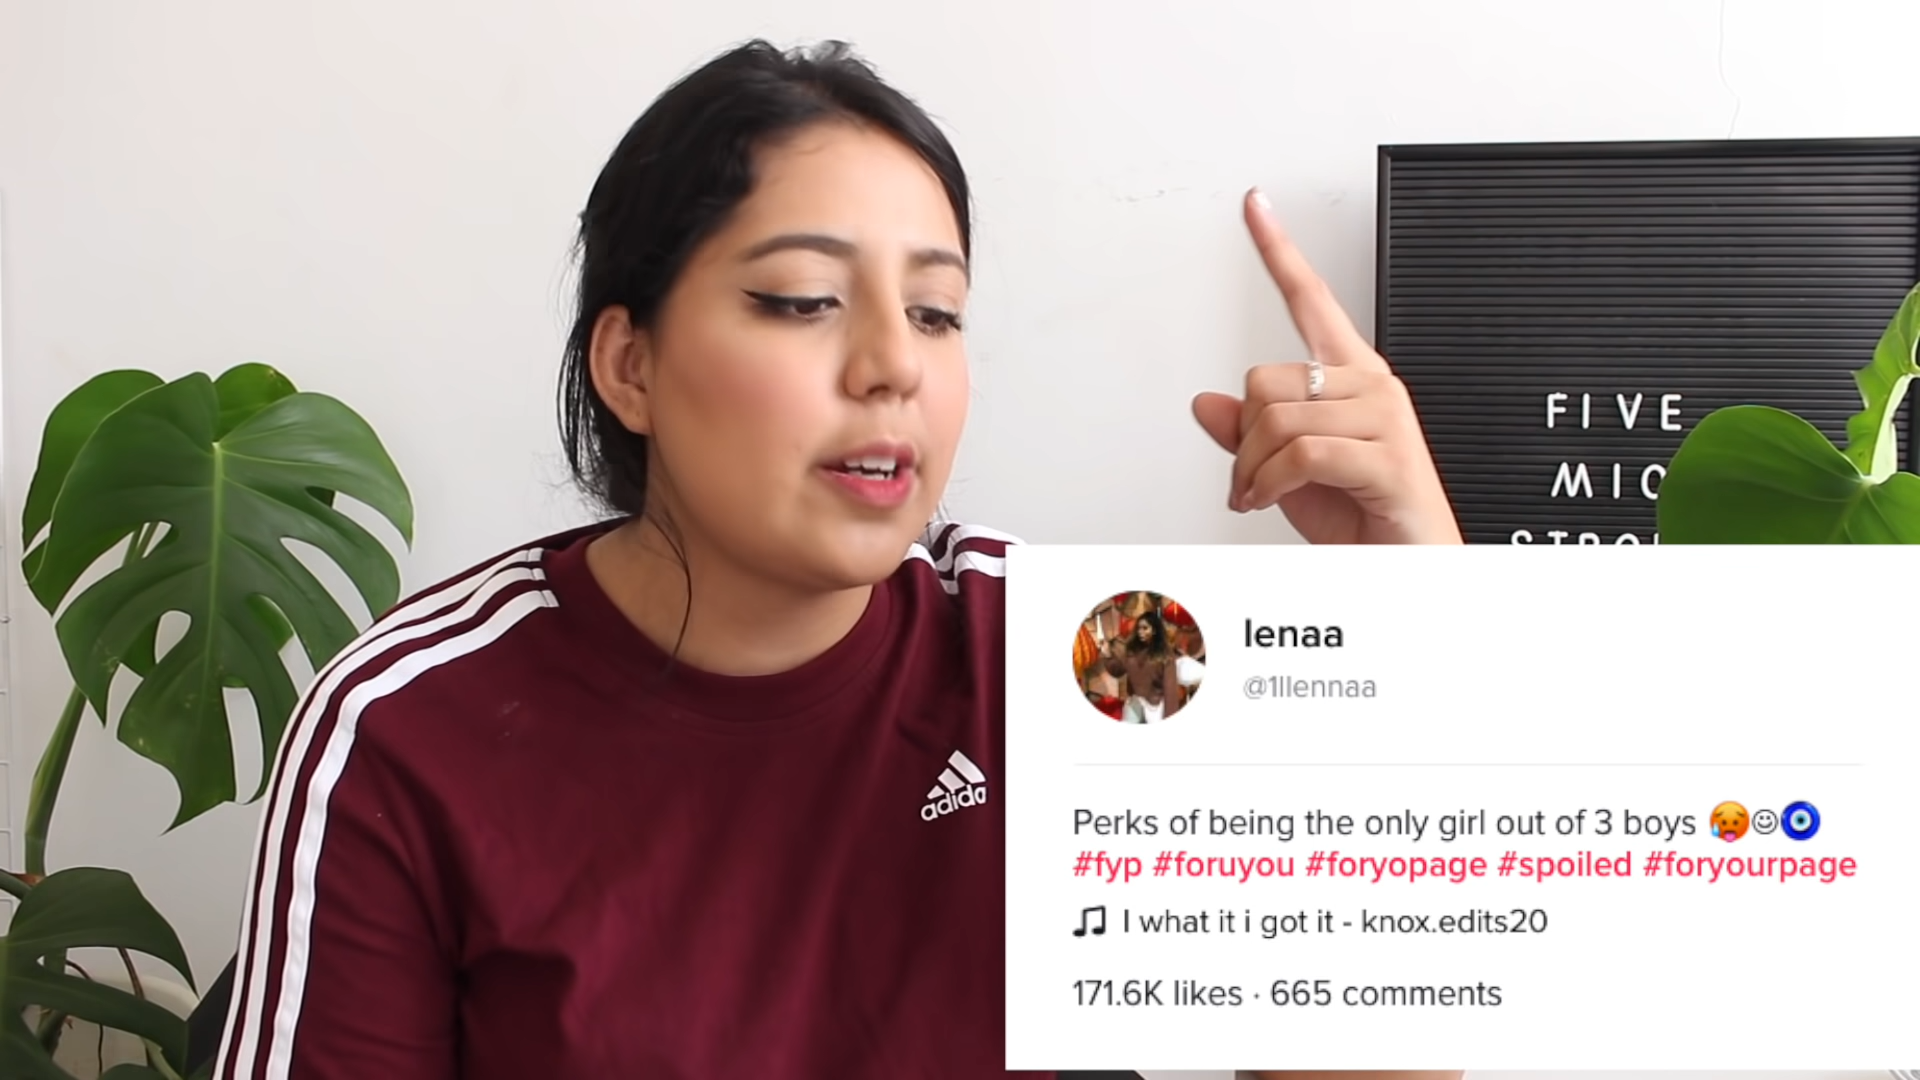 FIVE
adidas
lenaa
@1llennaa
Perks of being the only girl out of 3 boys 🥵☺🧿
#fyp #foruyou #foryopage #spoiled #foryourpage
I what it i got it - knox.edits20
171.6K likes · 665 comments